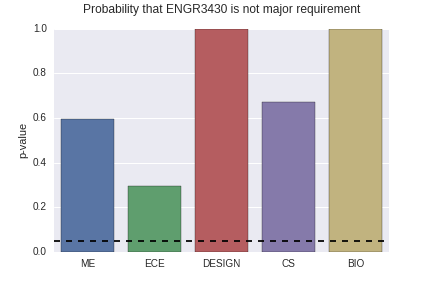 Probability that ENGR3430 is not major requirement
1.0
0.8
0.6
0.4
0.2
0.0
p-value
ME ECE DESIGN CS BIO